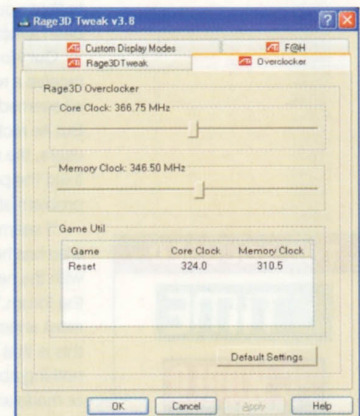 Rage3D Tweak v3.8
Custom Display Modes
F@H
Rage3DTweak
Overclocker
Rage3D Overclocker
Core Clock: 366.75 MHz
Memory Clock: 346.50 MHz
Game Util
Game Core Clock Memory Clock
Reset 324.0 310.5
Default Settings
OK Cancel Apply Help